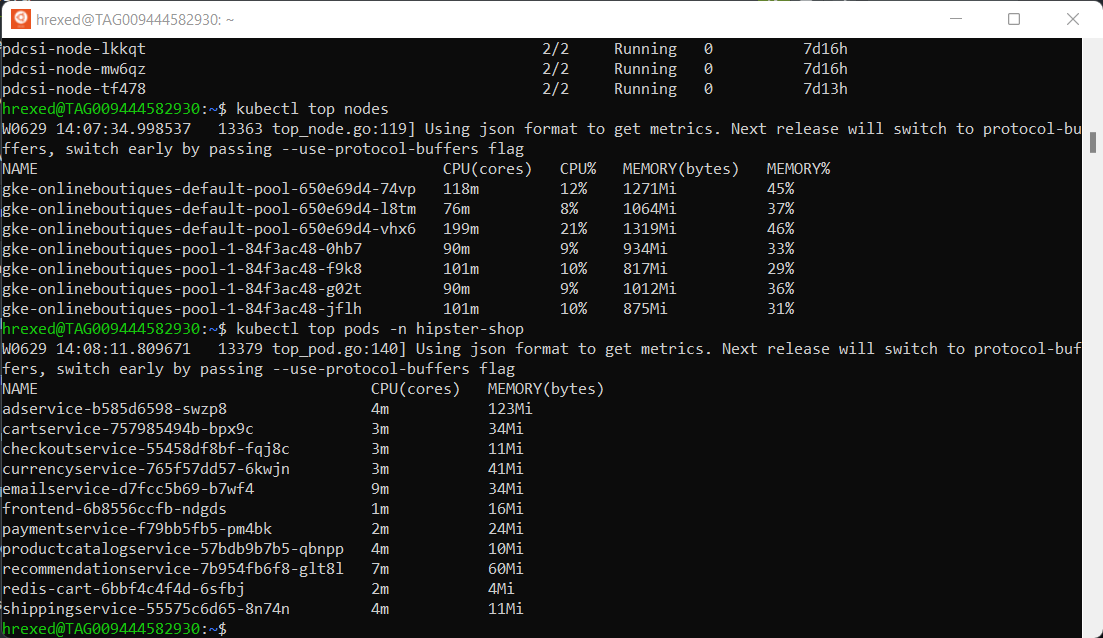 hrexed@TAG009444582930: ~
pdcsi-node-lkkqt 2/2 Running 0 7d16h
pdcsi-node-mw6qz 2/2 Running 0 7d16h
pdcsi-node-tf478 2/2 Running 0 7d13h
hrexed@TAG009444582930:~$ kubectl top nodes
W0629 14:07:34.998537 13363 top_node.go:119] Using json format to get metrics. Next release will switch to protocol-bu
ffers, switch early by passing --use-protocol-buffers flag
NAME CPU(cores) CPU% MEMORY(bytes) MEMORY%
gke-onlineboutiques-default-pool-650e69d4-74vp 118m 12% 1271Mi 45%
gke-onlineboutiques-default-pool-650e69d4-l8tm 76m 8% 1064Mi 37%
gke-onlineboutiques-default-pool-650e69d4-vhx6 199m 21% 1319Mi 46%
gke-onlineboutiques-pool-1-84f3ac48-0hb7 90m 9% 934Mi 33%
gke-onlineboutiques-pool-1-84f3ac48-f9k8 101m 10% 817Mi 29%
gke-onlineboutiques-pool-1-84f3ac48-g02t 90m 9% 1012Mi 36%
gke-onlineboutiques-pool-1-84f3ac48-jflh 101m 10% 875Mi 31%
hrexed@TAG009444582930:~$ kubectl top pods -n hipster-shop
W0629 14:08:11.809671 13379 top_pod.go:140] Using json format to get metrics. Next release will switch to protocol-buf
fers, switch early by passing --use-protocol-buffers flag
NAME CPU(cores) MEMORY(bytes)
adservice-b585d6598-swzp8 4m 123Mi
cartservice-757985494b-bpx9c 3m 34Mi
checkoutservice-55458df8bf-fqj8c 3m 11Mi
currencyservice-765f57dd57-6kwjn 3m 41Mi
emailservice-d7fcc5b69-b7wf4 9m 34Mi
frontend-6b8556ccfb-ndgds 1m 16Mi
paymentservice-f79bb5fb5-pm4bk 2m 24Mi
productcatalogservice-57bdb9b7b5-qbnpp 4m 10Mi
recommendationservice-7b954fb6f8-glt8l 7m 60Mi
redis-cart-6bbf4c4f4d-6sfbj 2m 4Mi
shippingservice-55575c6d65-8n74n 4m 11Mi
hrexed@TAG009444582930:~$